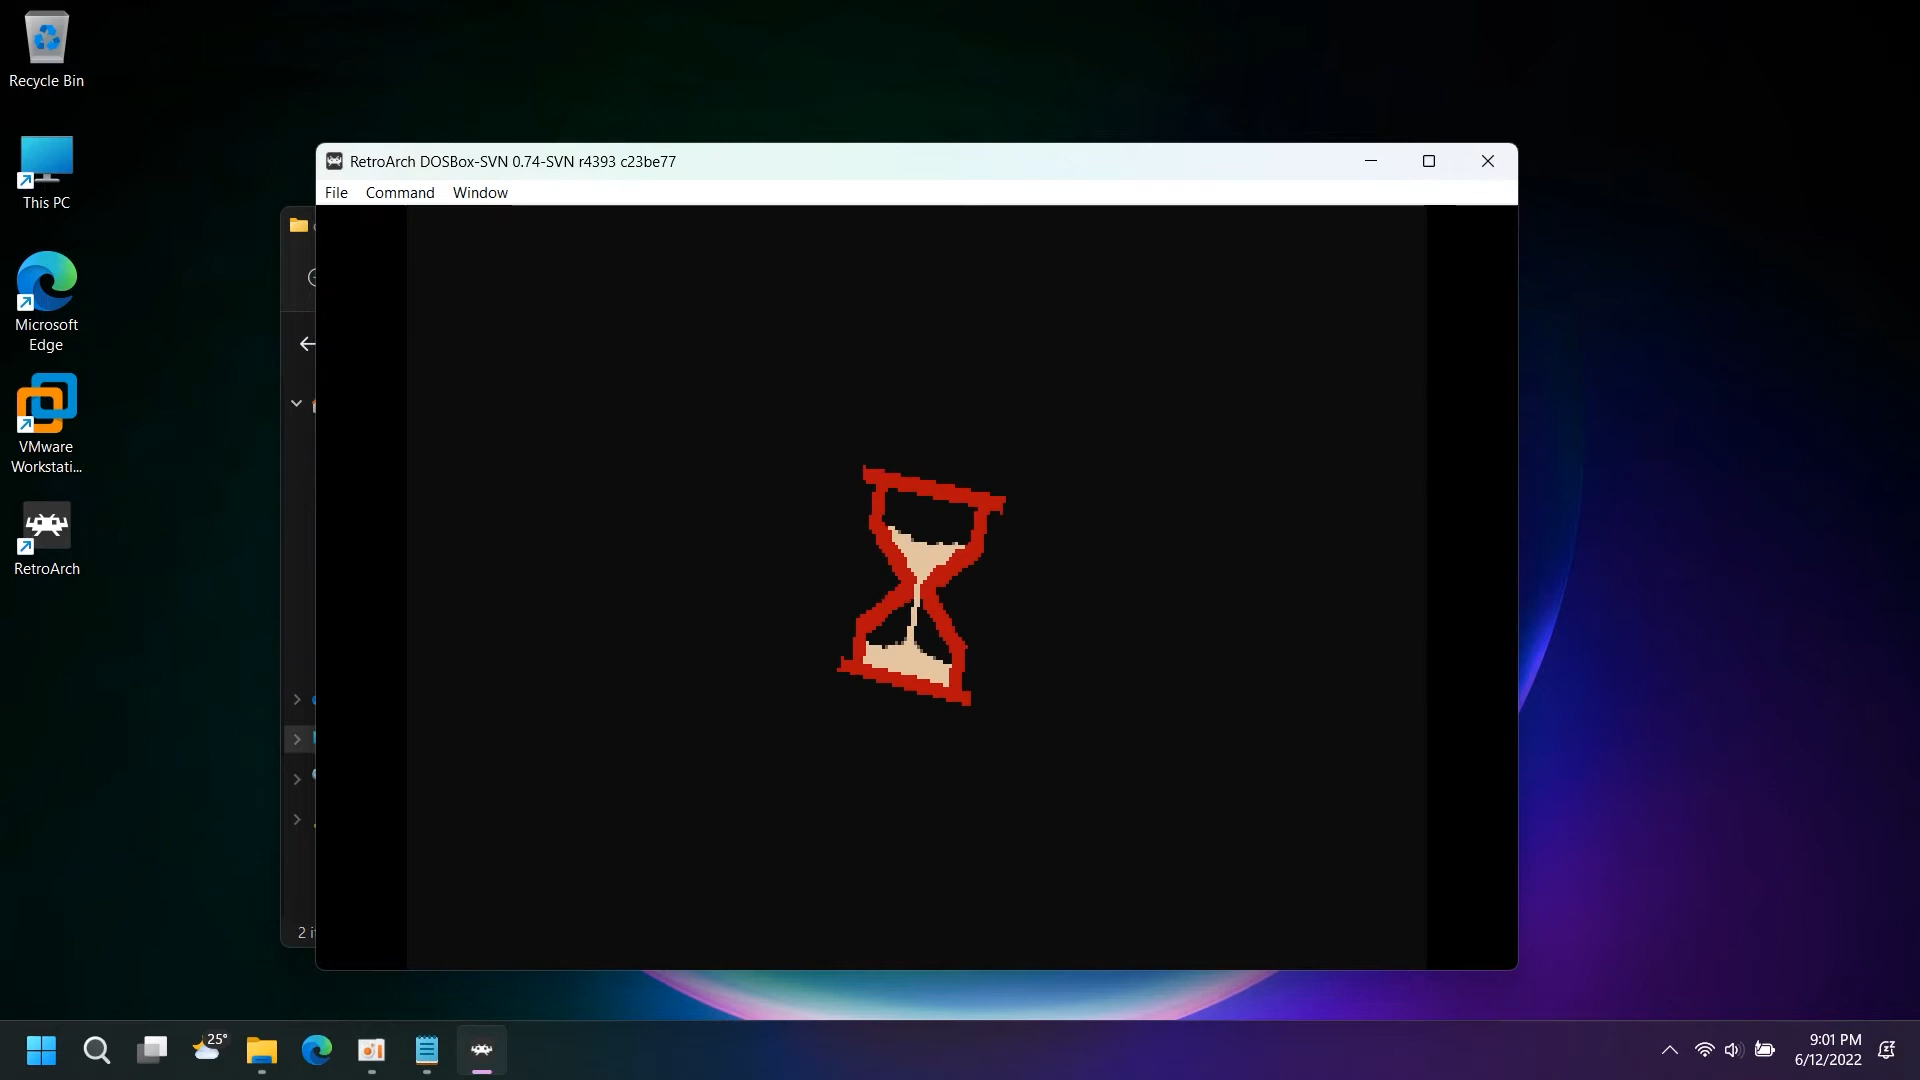 Recycle Bin
This PC
Microsoft
Edge
VMware
Workstati...
RetroArch
RetroArch DOSBox-SVN 0.74-SVN r4393 c23be77
File Command Window
2
25°
9:01 PM
6/12/2022